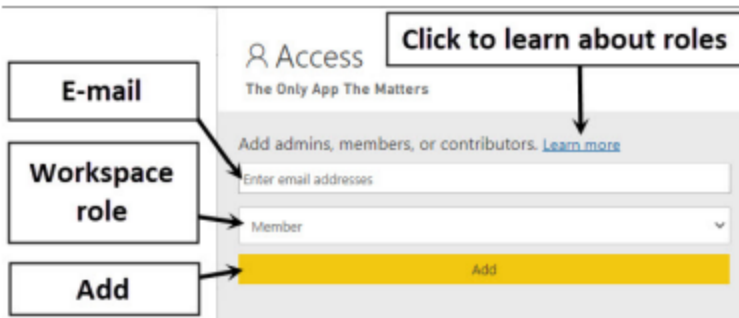 Click to learn about roles
Access
The Only App The Matters
E-mail
Add admins, members, or contributors. Learn more
Enter email addresses
Workspace
role
Member
Add
Add